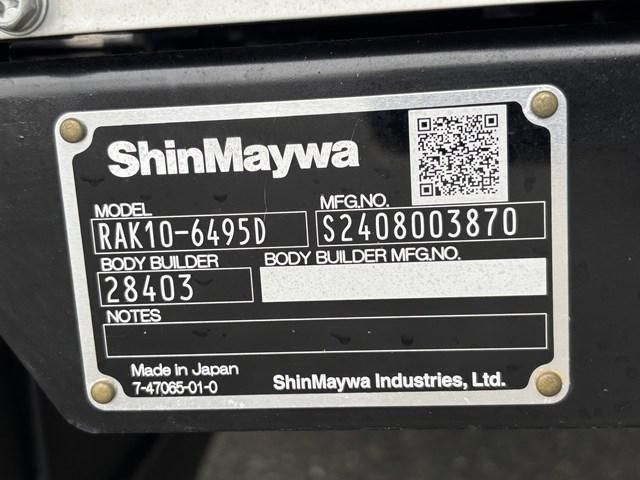 ShinMaywa
MODEL MFG.NO.
RAK10-6495D S2408003870
BODY BUILDER BODY BUILDER MFG.NO.
28403
NOTES
Made in Japan
7-47065-01-0 ShinMaywa Industries, Ltd.